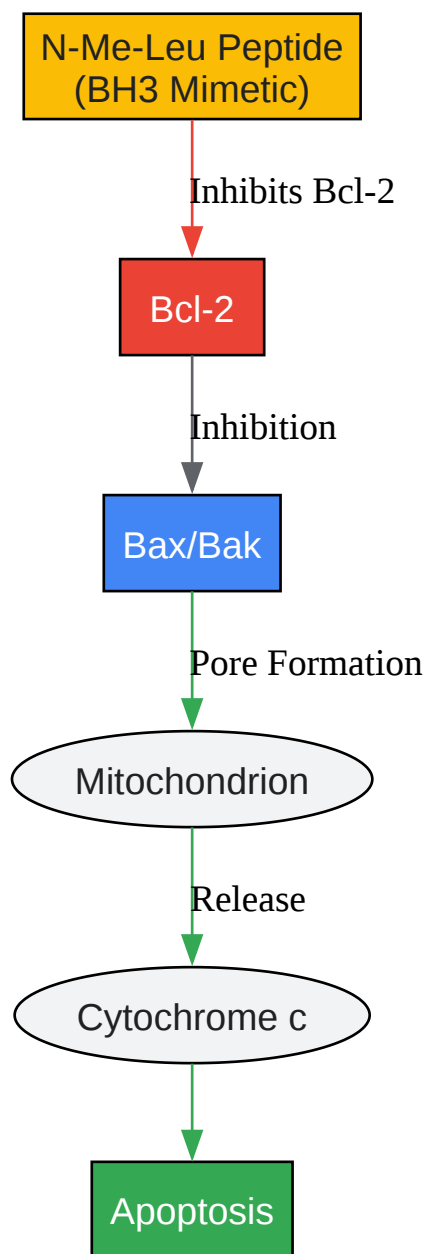 N-Me-Leu Peptide
(BH3 Mimetic)
Inhibits Bcl-2
Bcl-2
Inhibition
Bax/Bak
Pore Formation
Mitochondrion
Release
Cytochrome c
Apoptosis